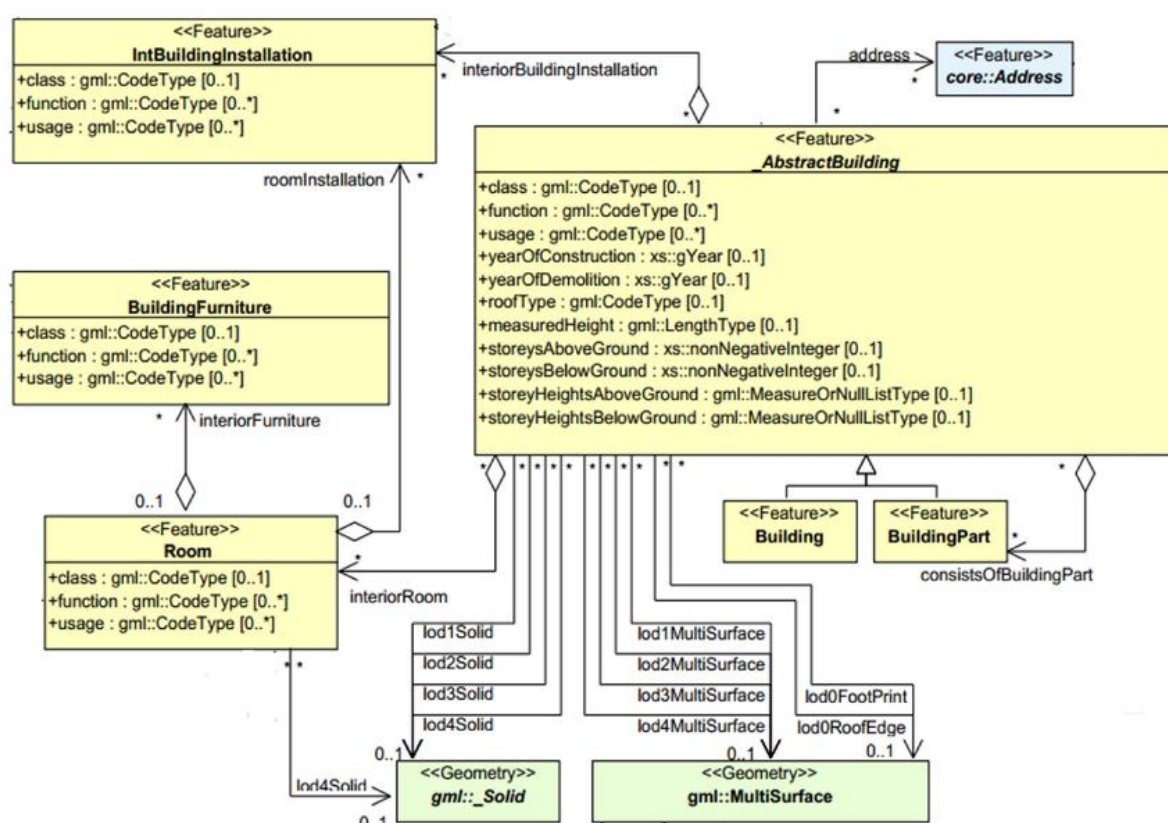 <<Feature>>
IntBuildingInstallation
+class : gml::CodeType [0..1]
+function : gml::CodeType [0..*]
+usage : gml::CodeType [0..*]
*
interiorBuildingInstallation
*
address
*
*
<<Feature>>
core::Address
roomInstallation
*
<<Feature>>
_AbstractBuilding
+class : gml::CodeType [0..1]
+function : gml::CodeType [0..*]
+usage : gml::CodeType [0..*]
+yearOfConstruction : xs::gYear [0..1]
+yearOfDemolition : xs::gYear [0..1]
+roofType : gml:CodeType [0..1]
+measuredHeight : gml::LengthType [0..1]
+storeysAboveGround : xs::nonNegativeInteger [0..1]
+storeysBelowGround : xs::nonNegativeInteger [0..1]
+storeyHeightsAboveGround : gml::MeasureOrNullListType [0..1]
+storeyHeightsBelowGround : gml::MeasureOrNullListType [0..1]
<<Feature>>
BuildingFurniture
+class : gml::CodeType [0..1]
+function : gml::CodeType [0..*]
+usage : gml::CodeType [0..*]
*
interiorFurniture
0..1
0..1
* * * * * * * * * * * *
<<Feature>>
Room
+class : gml::CodeType [0..1]
+function : gml::CodeType [0..*]
+usage : gml::CodeType [0..*]
*
interiorRoom
<<Feature>>
Building
<<Feature>>
BuildingPart
*
consistsOfBuildingPart
* *
lod1Solid
lod2Solid
lod3Solid
lod4Solid
0..1
lod1MultiSurface
lod2MultiSurface
lod3MultiSurface
lod4MultiSurface
0..1
lod0FootPrint
lod0RoofEdge
0..1
lod4Solid
0..1
<<Geometry>>
gml::_Solid
<<Geometry>>
gml::MultiSurface